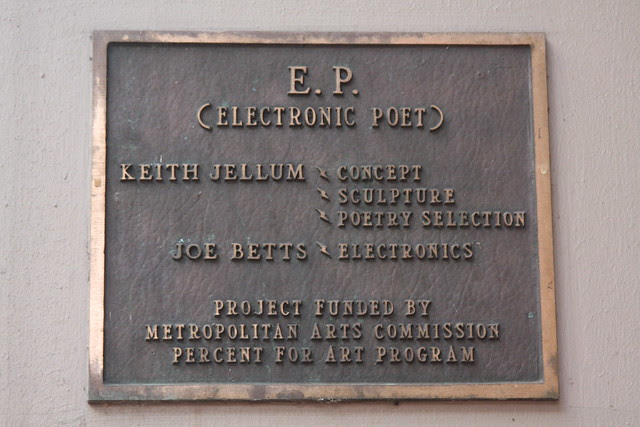 E. P.
(ELECTRONIC POET)
KEITH JELLUM CONCEPT
SCULPTURE
POETRY SELECTION
JOE BETTS ELECTRONICS
PROJECT FUNDED BY
METROPOLITAN ARTS COMMISSION
PERCENT FOR ART PROGRAM